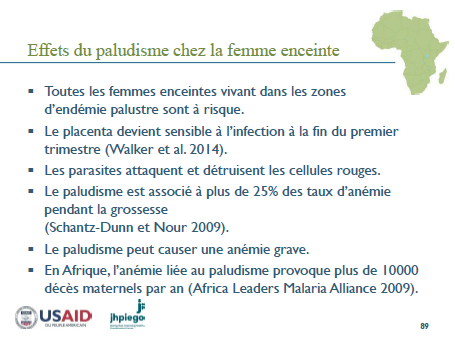 Effets du paludisme chez la femme enceinte
▪ Toutes les femmes enceintes vivant dans les zones
d'endémie palustre sont à risque.
▪ Le placenta devient sensible à l'infection à la fin du premier
trimestre (Walker et al. 2014).
▪ Les parasites attaquent et détruisent les cellules rouges.
▪ Le paludisme est associé à plus de 25% des taux d'anémie
pendant la grossesse
(Schantz-Dunn et Nour 2009).
▪ Le paludisme peut causer une anémie grave.
▪ En Afrique, l'anémie liée au paludisme provoque plus de 10000
décès maternels par an (Africa Leaders Malaria Alliance 2009).
USAID
jhpiego
89